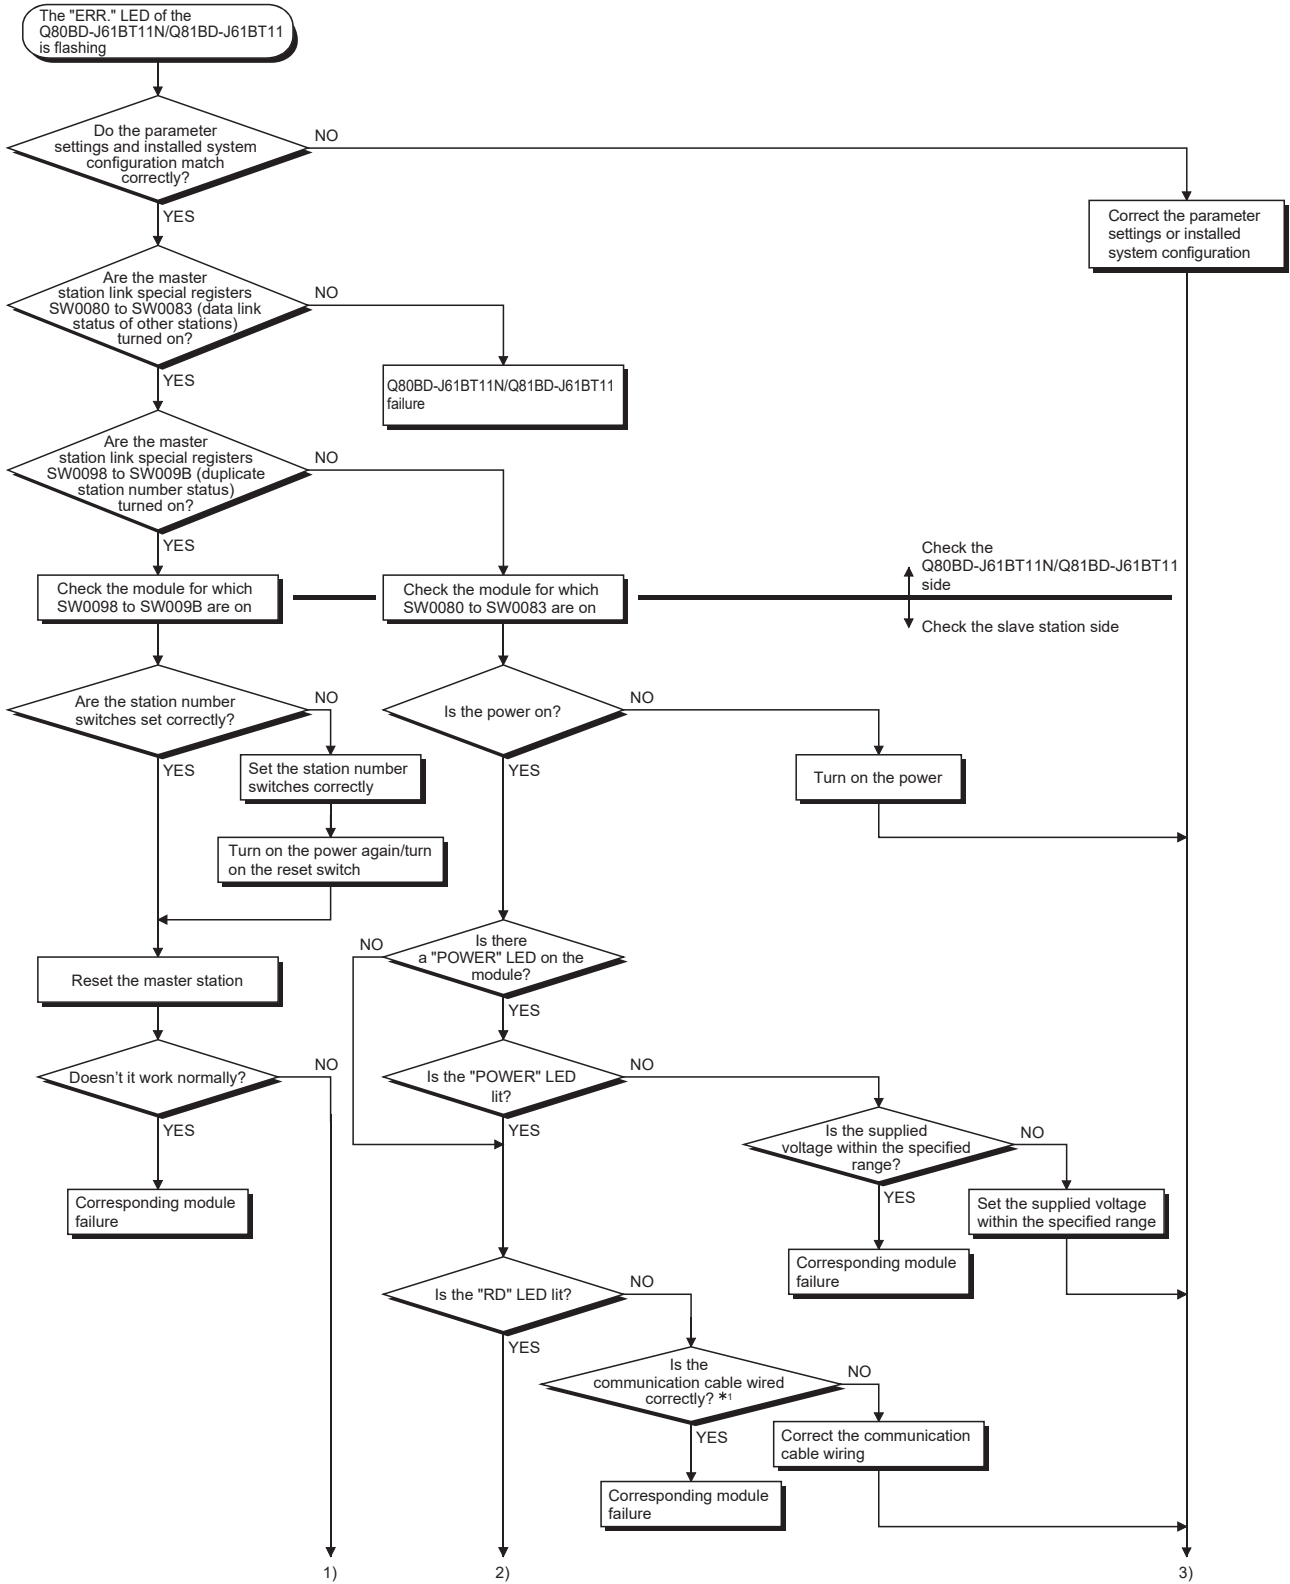 The "ERR." LED of the
Q80BD-J61BT11N/Q81BD-J61BT11
is flashing
Do the parameter
settings and installed system
configuration match
correctly?
NO
YES
Correct the parameter
settings or installed
system configuration
Are the master
station link special registers
SW0080 to SW0083 (data link
status of other stations)
turned on?
NO
YES
Q80BD-J61BT11N/Q81BD-J61BT11
failure
Are the master
station link special registers
SW0098 to SW009B (duplicate
station number status)
turned on?
NO
YES
Check the
Q80BD-J61BT11N/Q81BD-J61BT11
side
Check the slave station side
Check the module for which
SW0098 to SW009B are on
Check the module for which
SW0080 to SW0083 are on
Are the station number
switches set correctly?
NO
YES
Is the power on?
NO
YES
Set the station number
switches correctly
Turn on the power
Turn on the power again/turn
on the reset switch
Is there
a "POWER" LED on the
module?
NO
YES
Reset the master station
Doesn't it work normally?
NO
YES
Is the "POWER" LED
lit?
NO
YES
Is the supplied
voltage within the specified
range?
NO
YES
Corresponding module
failure
Set the supplied voltage
within the specified range
Corresponding module
failure
Is the "RD" LED lit?
NO
YES
Is the
communication cable wired
correctly? *1
NO
YES
Correct the communication
cable wiring
Corresponding module
failure
1)
2)
3)